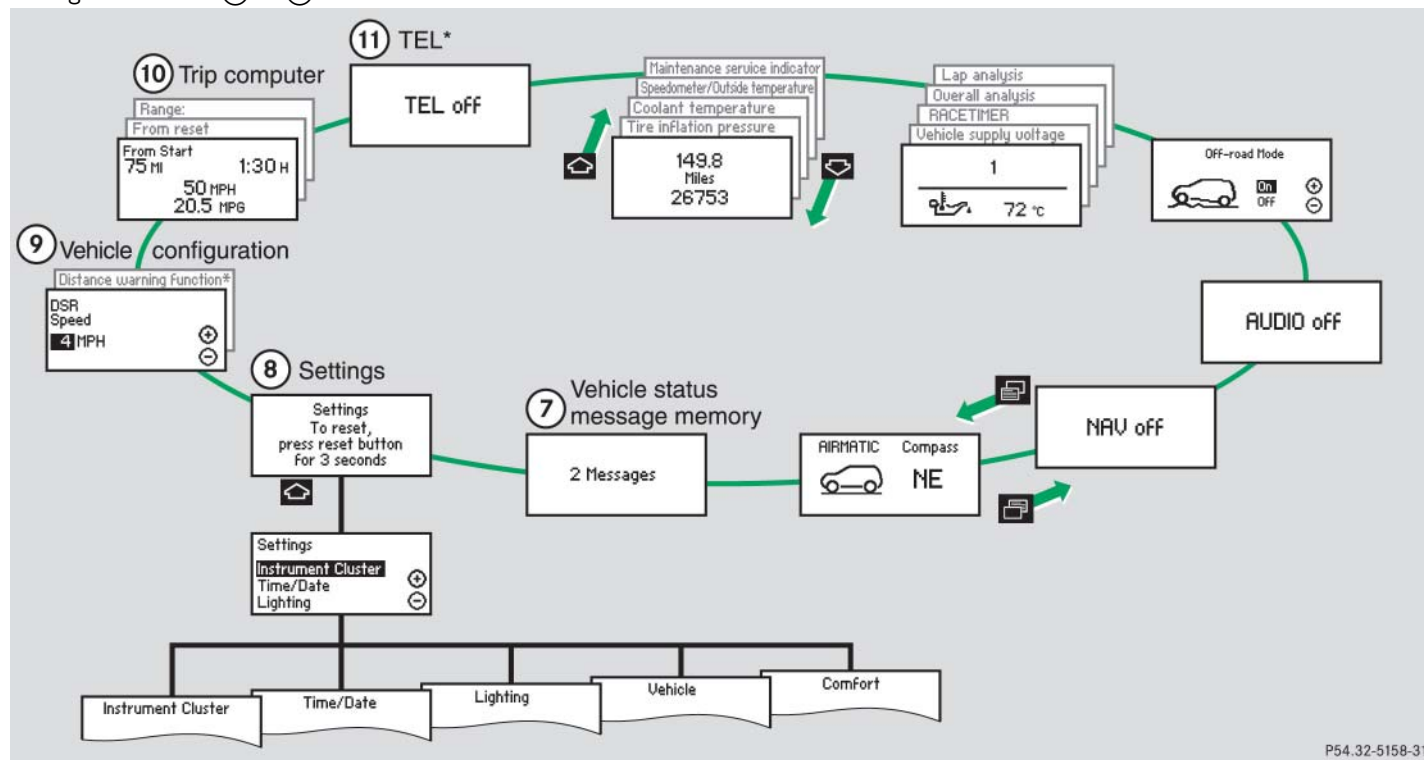 11 TEL*
TEL off
10 Trip computer
Range:
From reset
From Start
75 MI 1:30 H
50 MPH
20.5 MPG
Maintenance service indicator
Speedometer/Outside temperature
Coolant temperature
Tire inflation pressure
149.8
Miles
26753
Lap analysis
Overall analysis
RACETIMER
Vehicle supply voltage
1
72 °C
Off-road Mode
On
Off
AUDIO off
NAV off
AIRMATIC Compass
NE
7 Vehicle status
message memory
2 Messages
8 Settings
Settings
To reset,
press reset button
for 3 seconds
9 Vehicle configuration
Distance warning function*
DSR
Speed
4 MPH
Settings
Instrument Cluster
Time/Date
Lighting
Instrument Cluster
Time/Date
Lighting
Vehicle
Comfort
P54.32-5158-31